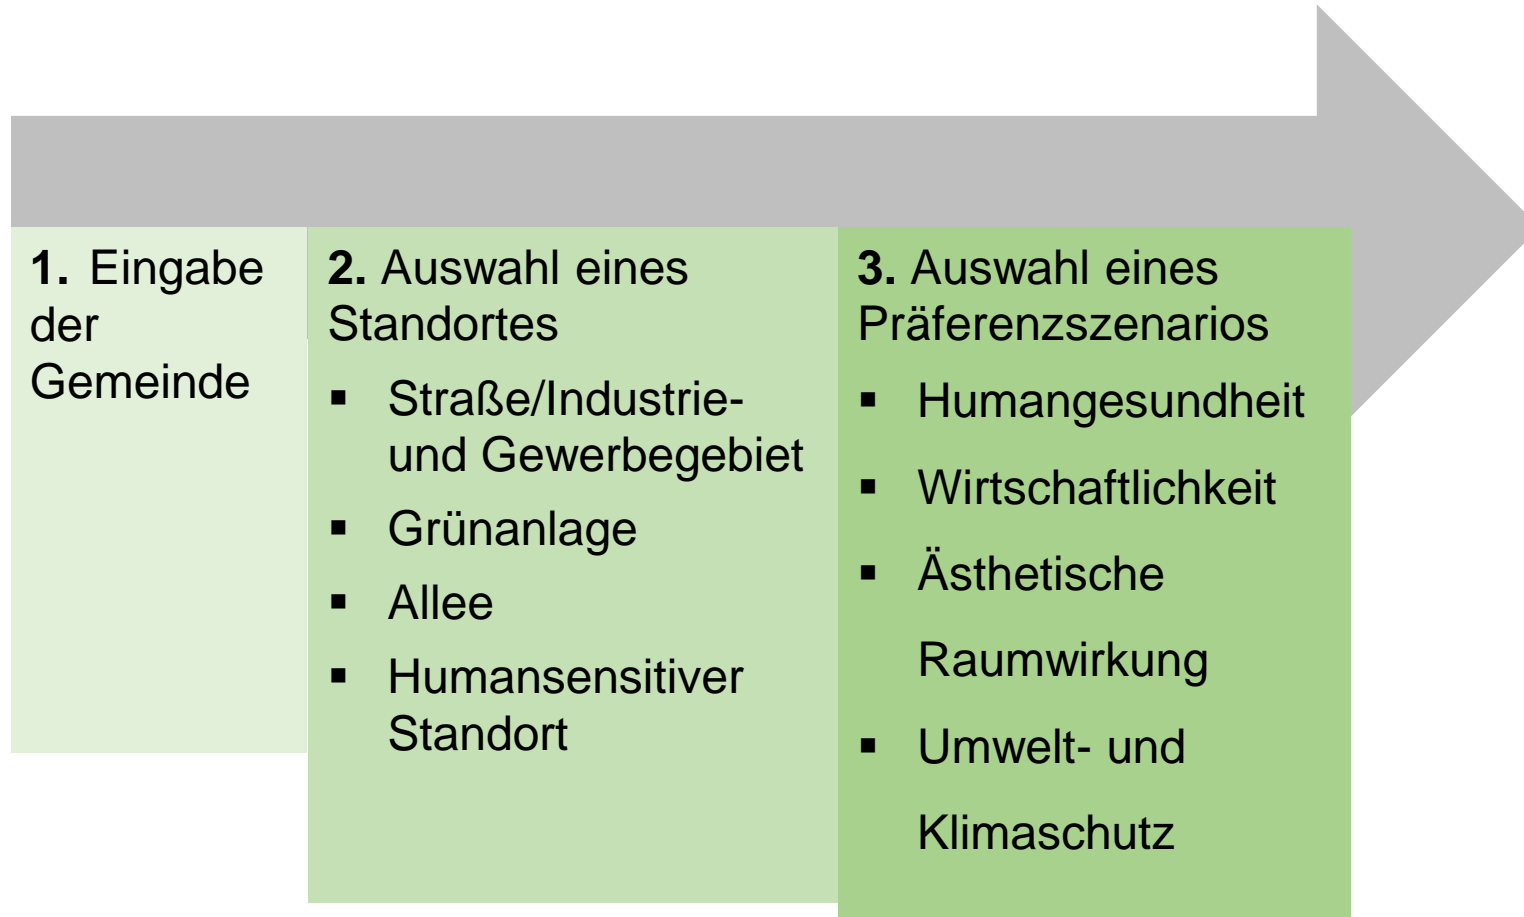 1. Eingabe
der
Gemeinde
2. Auswahl eines
Standortes
▪ Straße/Industrie-
und Gewerbegebiet
▪ Grünanlage
▪ Allee
▪ Humansensitiver
Standort
3. Auswahl eines
Präferenzszenarios
▪ Humangesundheit
▪ Wirtschaftlichkeit
▪ Ästhetische
Raumwirkung
▪ Umwelt- und
Klimaschutz